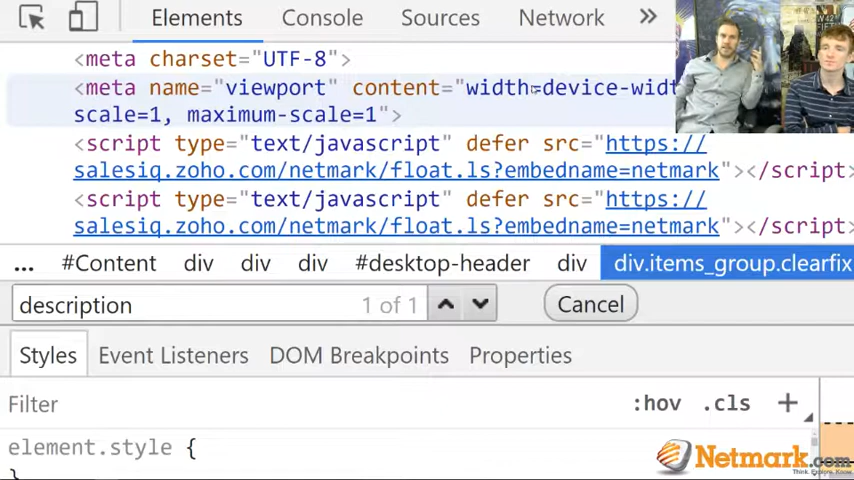 Elements Console Sources Network »
<meta charset="UTF-8">
<meta name="viewport" content="width=device-widt
scale=1, maximum-scale=1">
<script type="text/javascript" defer src="https://
salesiq.zoho.com/netmark/float.ls?embedname=netmark"></script>
<script type="text/javascript" defer src="https://
salesiq.zoho.com/netmark/float.ls?embedname=netmark"></script>
... #Content div div div #desktop-header div div.items_group.clearfix
description 1 of 1 Cancel
Styles Event Listeners DOM Breakpoints Properties
Filter :hov .cls +
element.style {
}
Netmark.com
Think. Explore. Know.